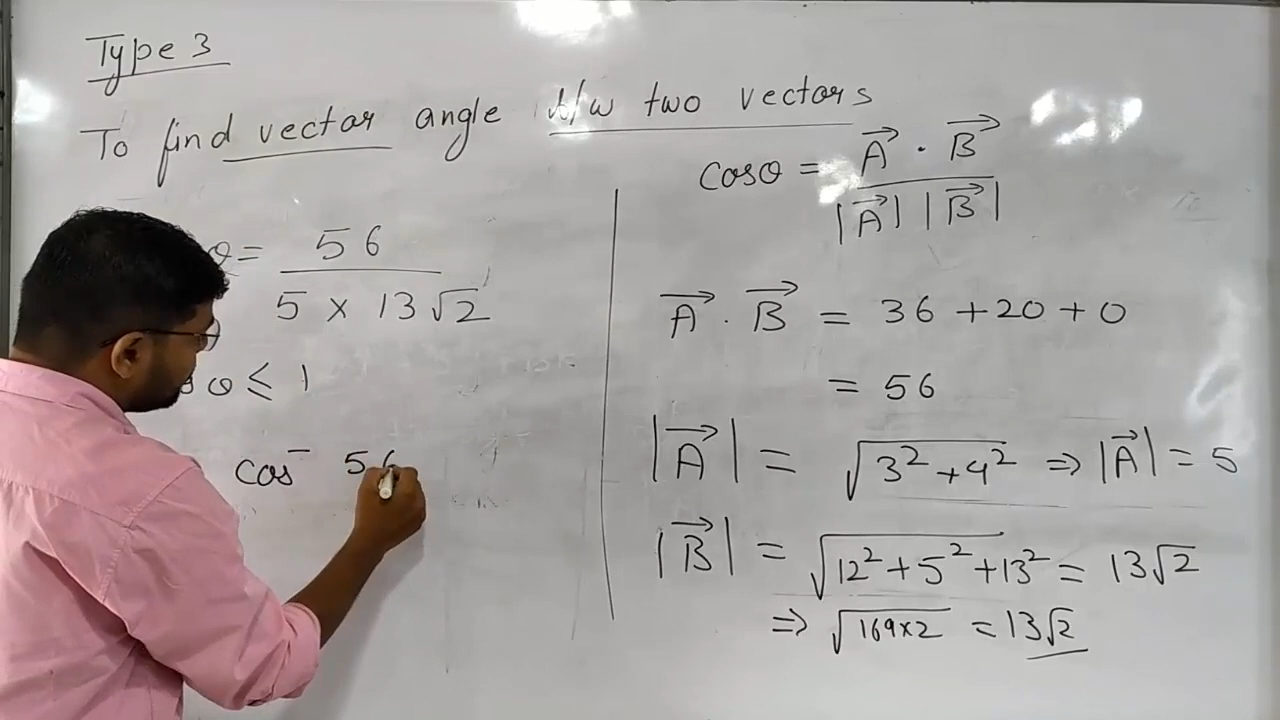 Type 3
To find vector angle b/w two vectors
cosθ = A⃗ · B⃗ / |A⃗| |B⃗|
θ = 56 / 5 × 13√2
θ ≤ 1
cos⁻ 56
A⃗ · B⃗ = 36 + 20 + 0
= 56
|A⃗| = √3² + 4² ⇒ |A⃗| = 5
|B⃗| = √12² + 5² + 13² = 13√2
⇒ √169×2 = 13√2